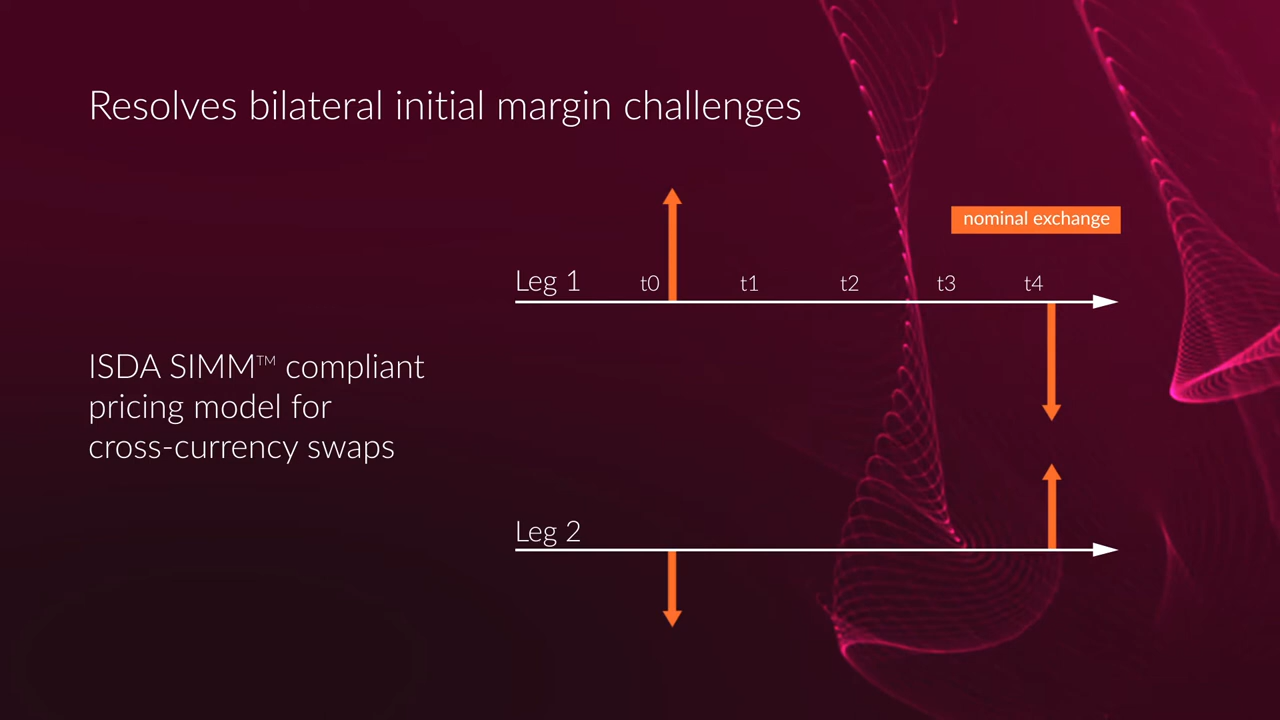 Resolves bilateral initial margin challenges
nominal exchange
Leg 1
t0 t1 t2 t3 t4
ISDA SIMM™ compliant
pricing model for
cross-currency swaps
Leg 2